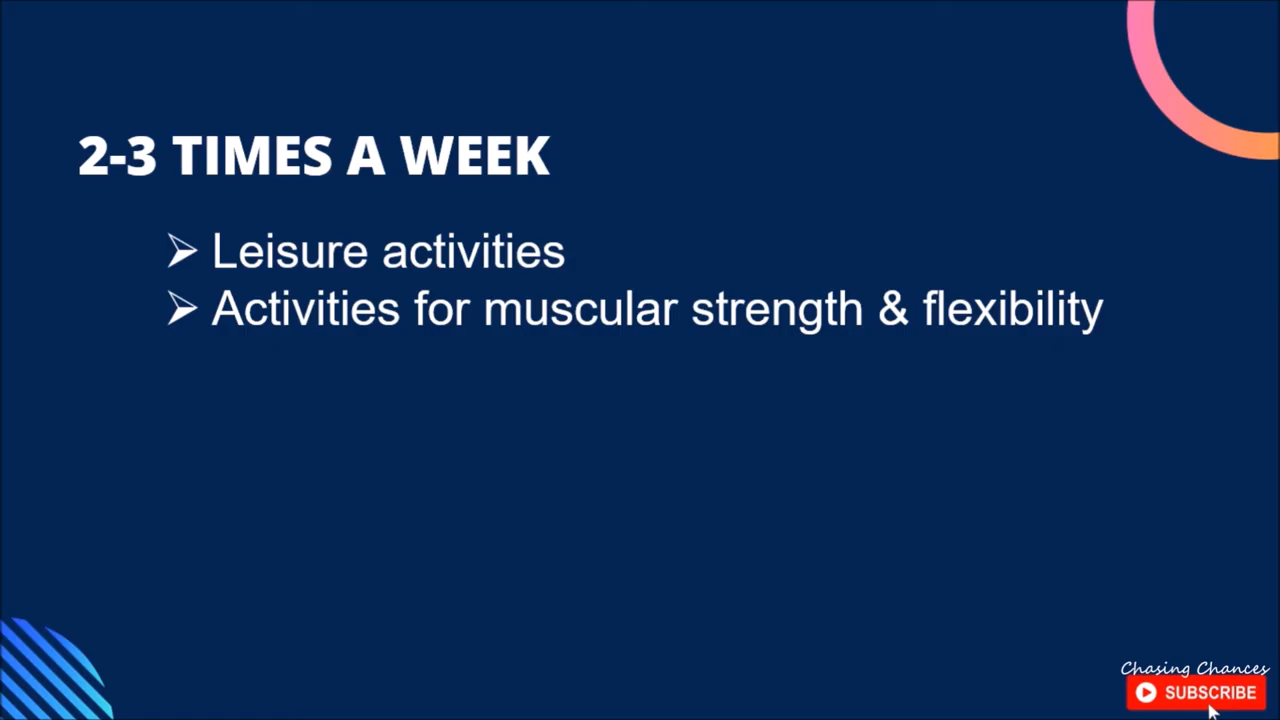 2-3 TIMES A WEEK
➢ Leisure activities
➢ Activities for muscular strength & flexibility
Chasing Chances
SUBSCRIBE